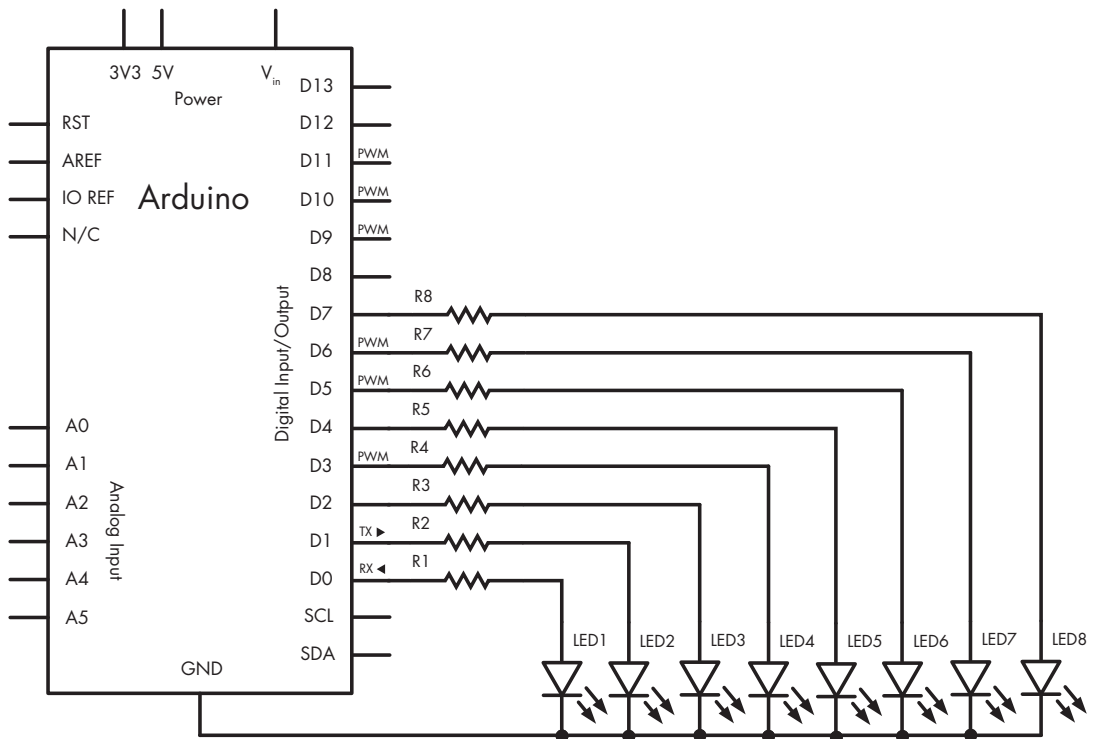 3V3 5V Vin
Power
RST
AREF
IO REF
N/C
Arduino
A0
A1
A2
A3
A4
A5
Analog Input
GND
Digital Input/Output
D13
D12
D11 PWM
D10 PWM
D9 PWM
D8
D7 R8
D6 PWM R7
D5 PWM R6
D4 R5
D3 PWM R4
D2 R3
D1 TX ► R2
D0 RX ◄ R1
SCL
SDA
LED1 LED2 LED3 LED4 LED5 LED6 LED7 LED8